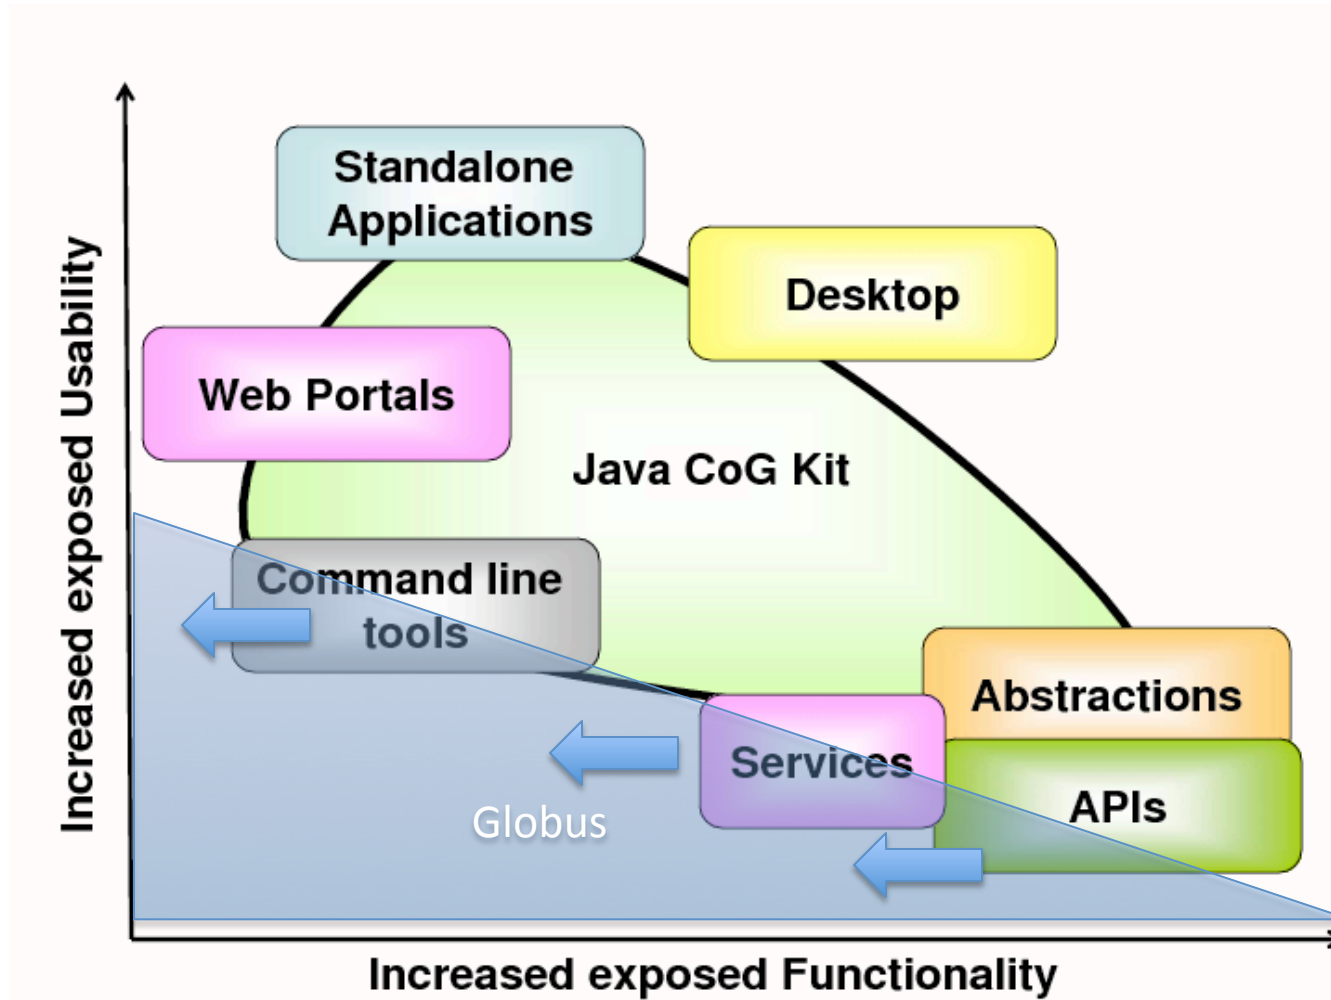 Standalone
Applications
Desktop
Web Portals
Java CoG Kit
Command line
tools
Abstractions
Services
APIs
Globus
Increased exposed Usability
Increased exposed Functionality